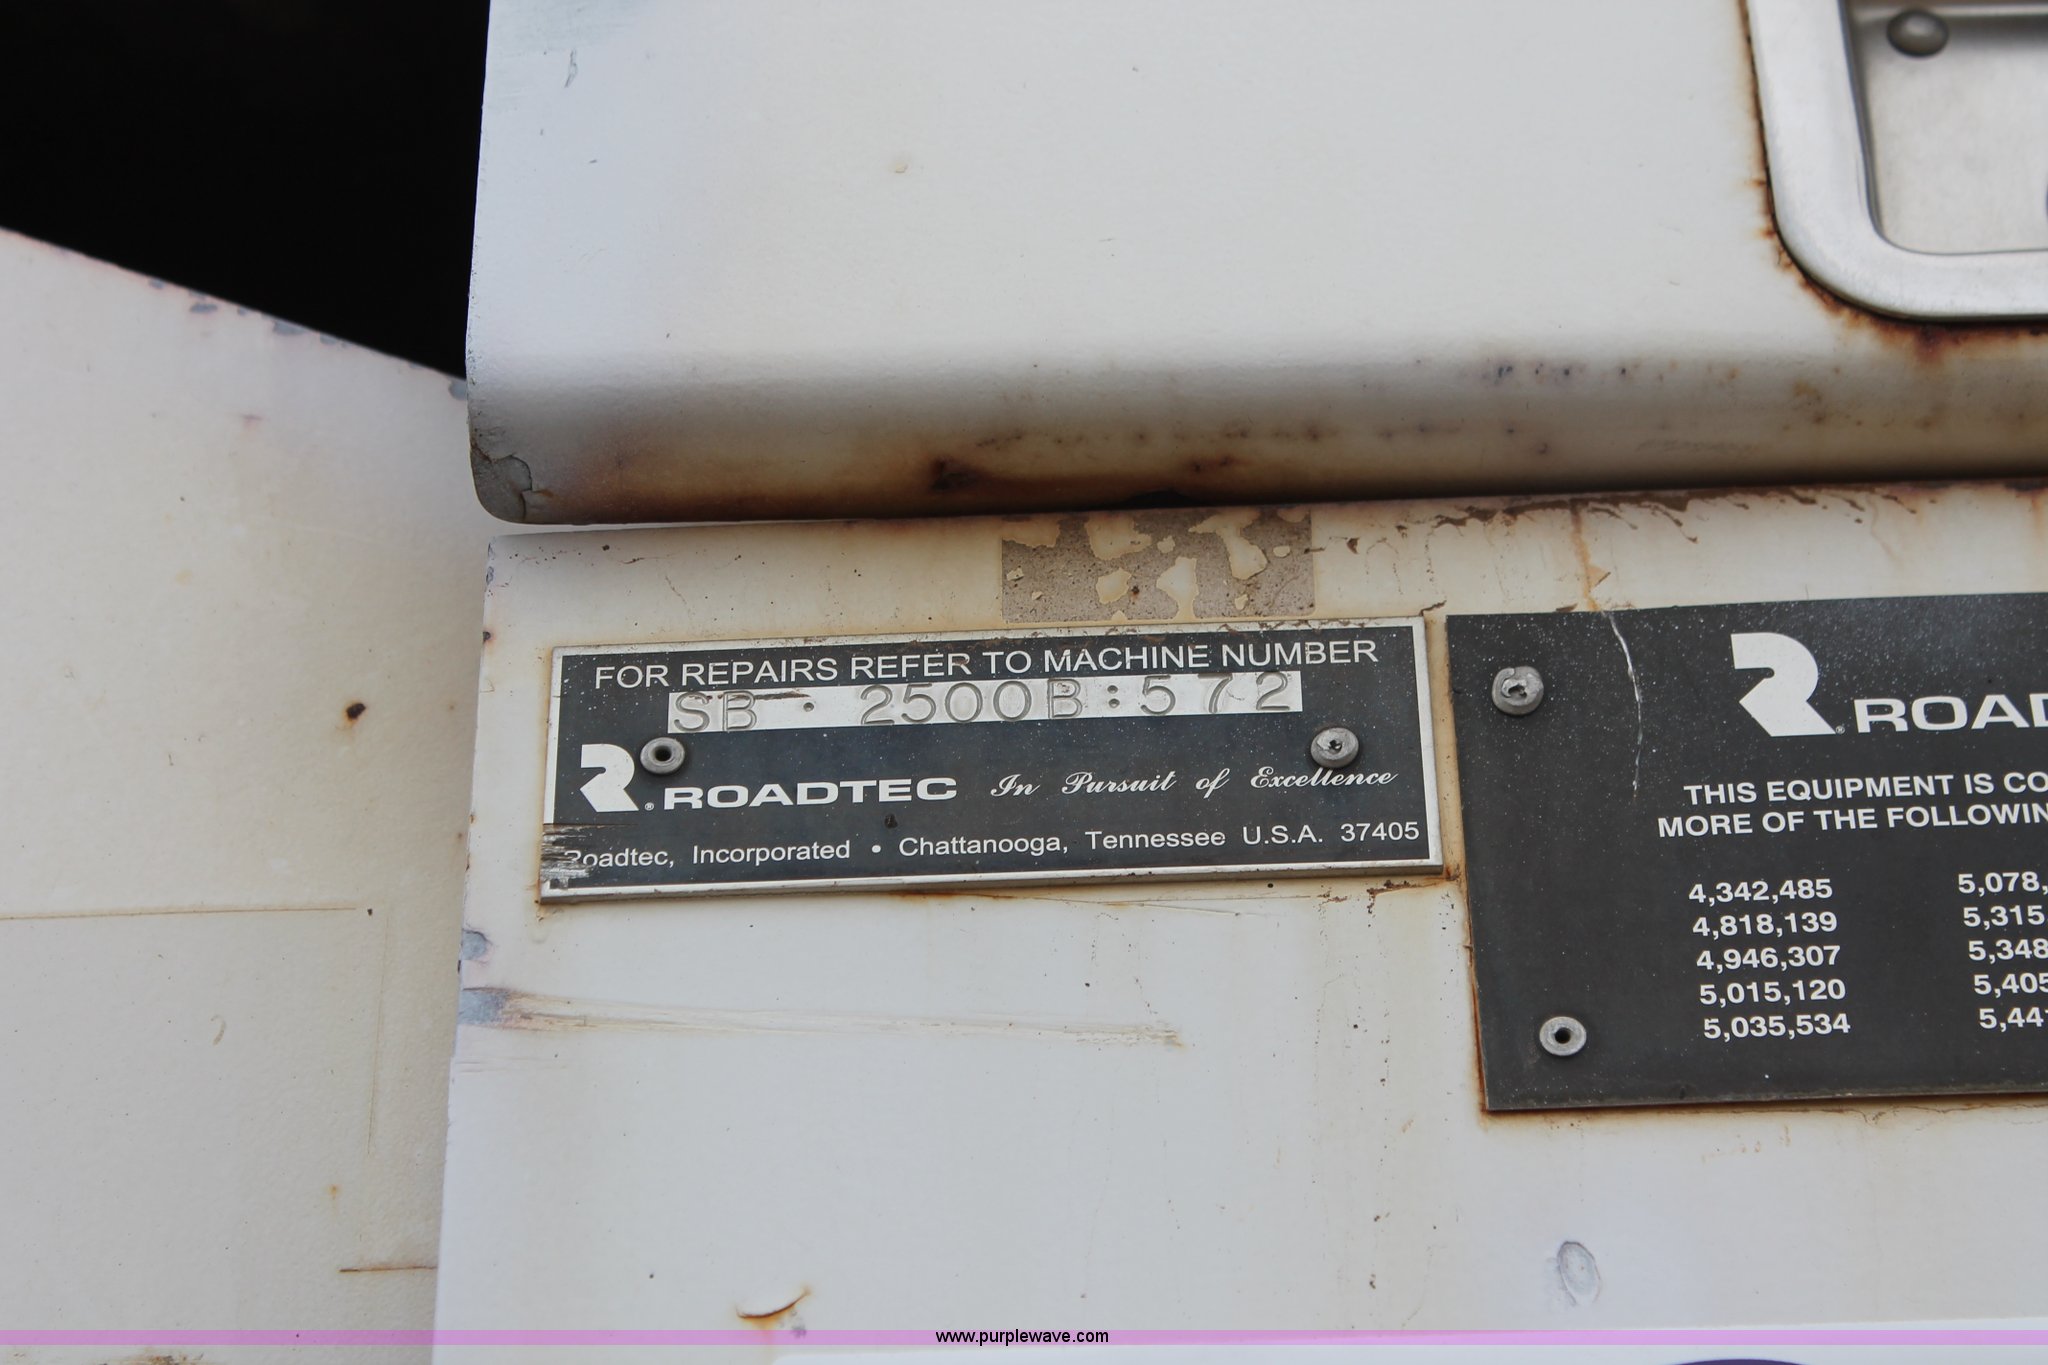 FOR REPAIRS REFER TO MACHINE NUMBER
SB · 2500B:572
ROADTEC In Pursuit of Excellence
Roadtec, Incorporated • Chattanooga, Tennessee U.S.A. 37405
THIS EQUIPMENT IS
MORE OF THE
4,342,485
4,818,139
4,946,307
5,015,120
5,035,534
www.purplewave.com